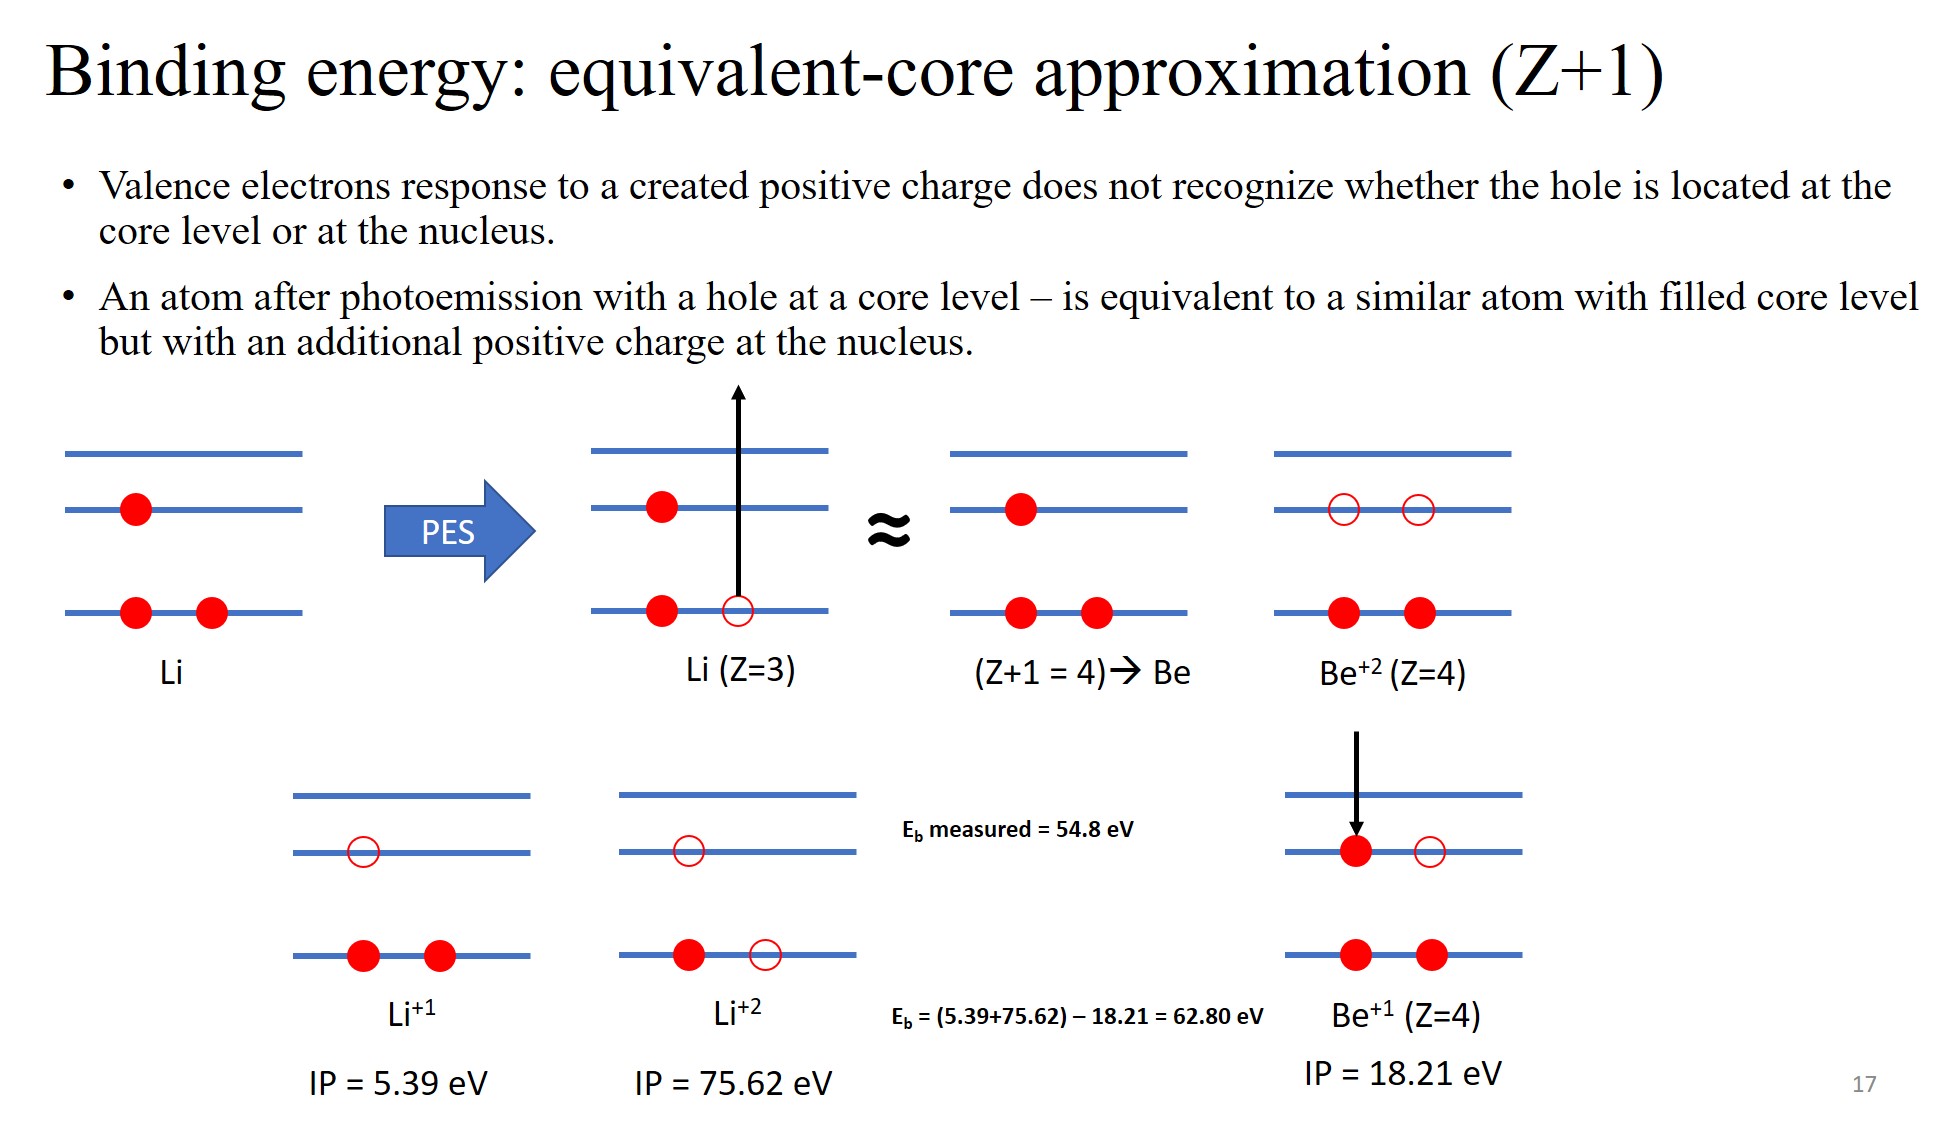 Binding energy: equivalent-core approximation (Z+1)
• Valence electrons response to a created positive charge does not recognize whether the hole is located at the
core level or at the nucleus.
• An atom after photoemission with a hole at a core level – is equivalent to a similar atom with filled core level
but with an additional positive charge at the nucleus.
PES
≈
Li
Li (Z=3)
(Z+1 = 4)→ Be
Be⁺² (Z=4)
E_b measured = 54.8 eV
Li⁺¹
Li⁺²
E_b = (5.39+75.62) – 18.21 = 62.80 eV
Be⁺¹ (Z=4)
IP = 5.39 eV
IP = 75.62 eV
IP = 18.21 eV
17